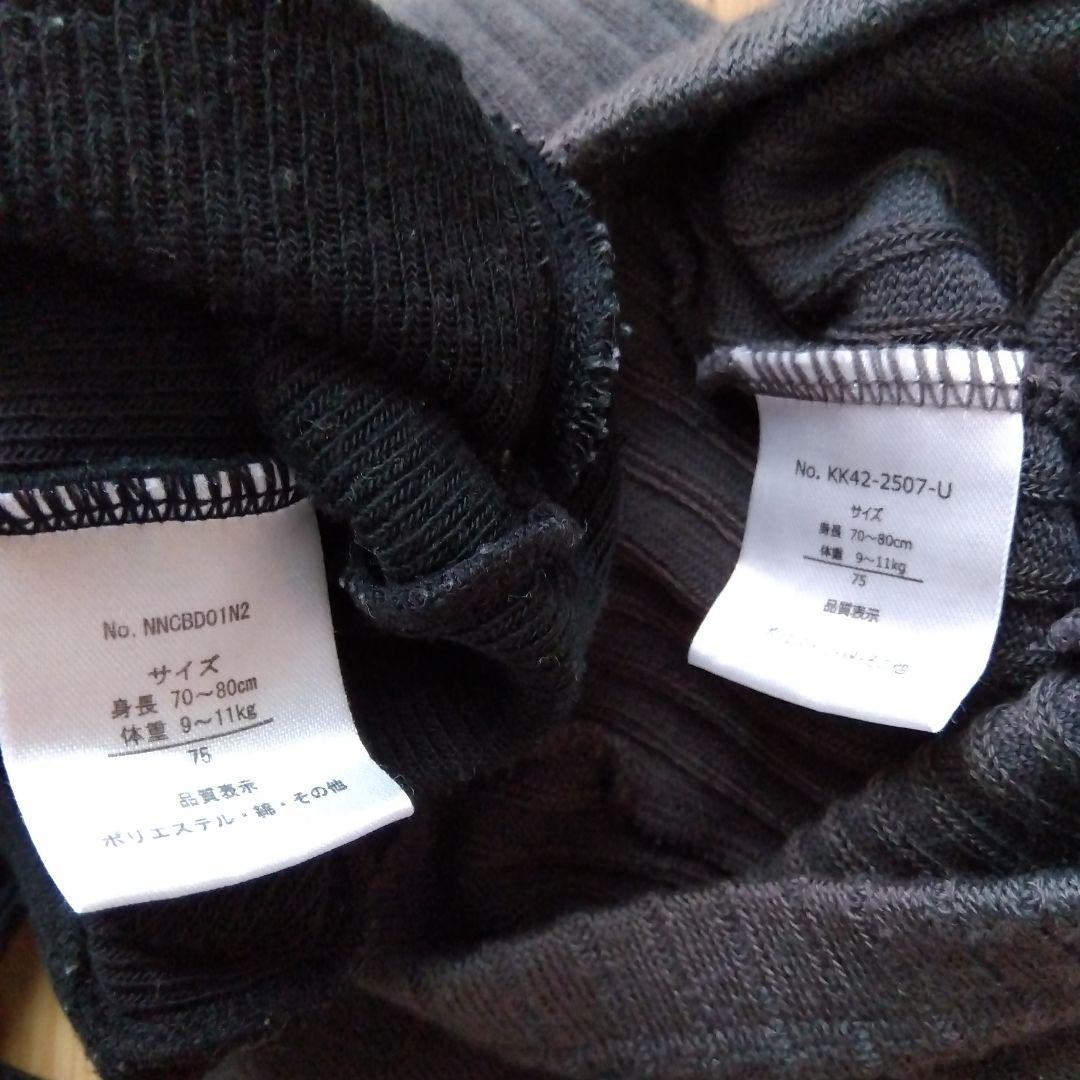 No. NNCBD01N2
サイズ
身長 70～80cm
体重 9～11kg
75
品質表示
ポリエステル・綿・その他
No. KK42-2507-U
サイズ
身長 70～80cm
体重 9～11kg
75
品質表示